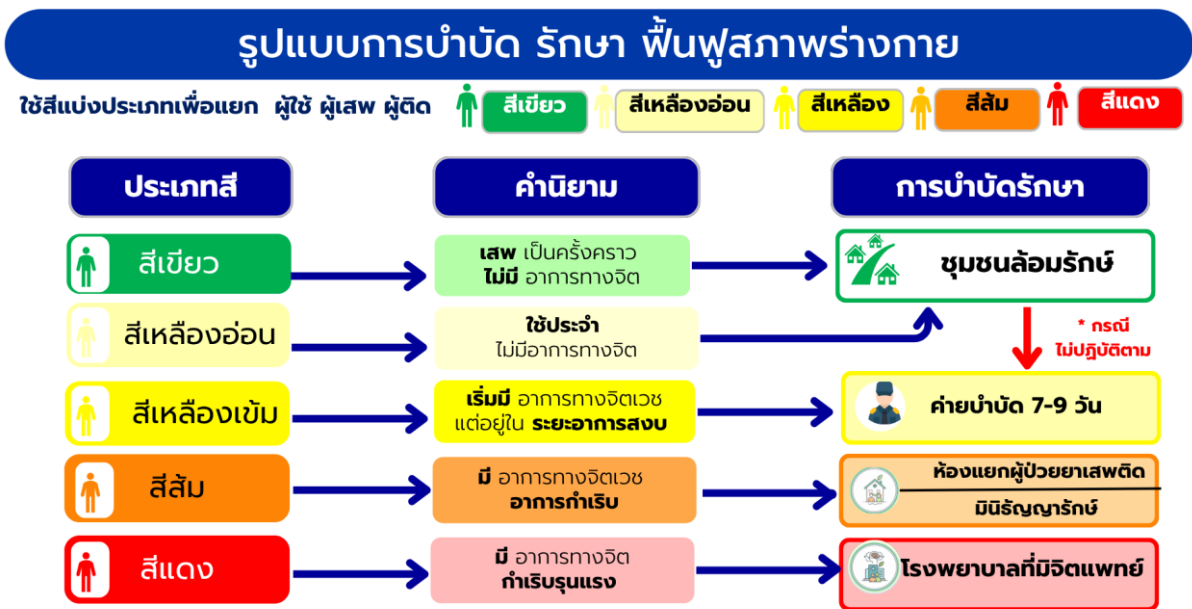 รูปแบบการบำบัด รักษา ฟื้นฟูสภาพร่างกาย
ใช้สีแบ่งประเภทเพื่อแยก ผู้ใช้ ผู้เสพ ผู้ติด
สีเขียว
สีเหลืองอ่อน
สีเหลือง
สีส้ม
สีแดง
ประเภทสี
คำนิยาม
การบำบัดรักษา
สีเขียว
เสพ เป็นครั้งคราว
ไม่มี อาการทางจิต
ชุมชนล้อมรักษ์
สีเหลืองอ่อน
ใช้ประจำ
ไม่มีอาการทางจิต
* กรณี
ไม่ปฏิบัติตาม
สีเหลืองเข้ม
เริ่มมี อาการทางจิตเวช
แต่อยู่ใน ระยะอาการสงบ
ค่ายบำบัด 7-9 วัน
สีส้ม
มี อาการทางจิตเวช
อาการกำเริบ
ห้องแยกผู้ป่วยยาเสพติด
มินิธัญญารักษ์
สีแดง
มี อาการทางจิต
กำเริบรุนแรง
โรงพยาบาลที่มีจิตแพทย์